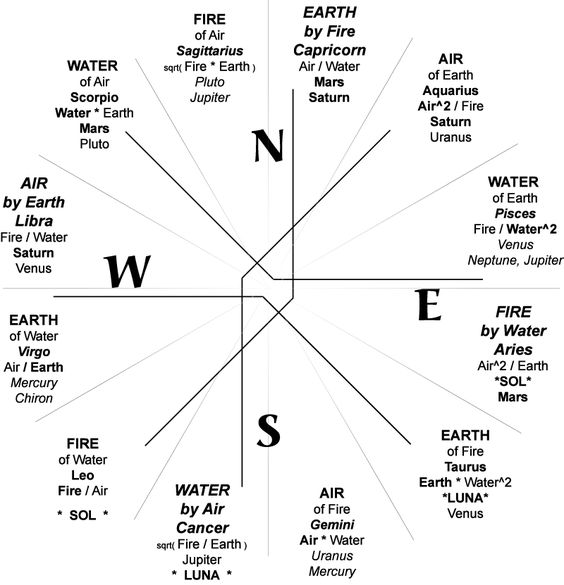 FIRE
of Air
Sagittarius
sqrt( Fire * Earth )
Pluto
Jupiter
EARTH
by Fire
Capricorn
Air / Water
Mars
Saturn
AIR
of Earth
Aquarius
Air^2 / Fire
Saturn
Uranus
WATER
of Earth
Pisces
Fire / Water^2
Venus
Neptune, Jupiter
FIRE
by Water
Aries
Air^2 / Earth
*SOL*
Mars
EARTH
of Fire
Taurus
Earth * Water^2
*LUNA*
Venus
AIR
of Fire
Gemini
Air * Water
Uranus
Mercury
WATER
by Air
Cancer
sqrt( Fire / Earth )
Jupiter
* LUNA *
FIRE
of Water
Leo
Fire / Air
* SOL *
EARTH
of Water
Virgo
Air / Earth
Mercury
Chiron
AIR
by Earth
Libra
Fire / Water
Saturn
Venus
WATER
of Air
Scorpio
Water * Earth
Mars
Pluto
N
W
E
S